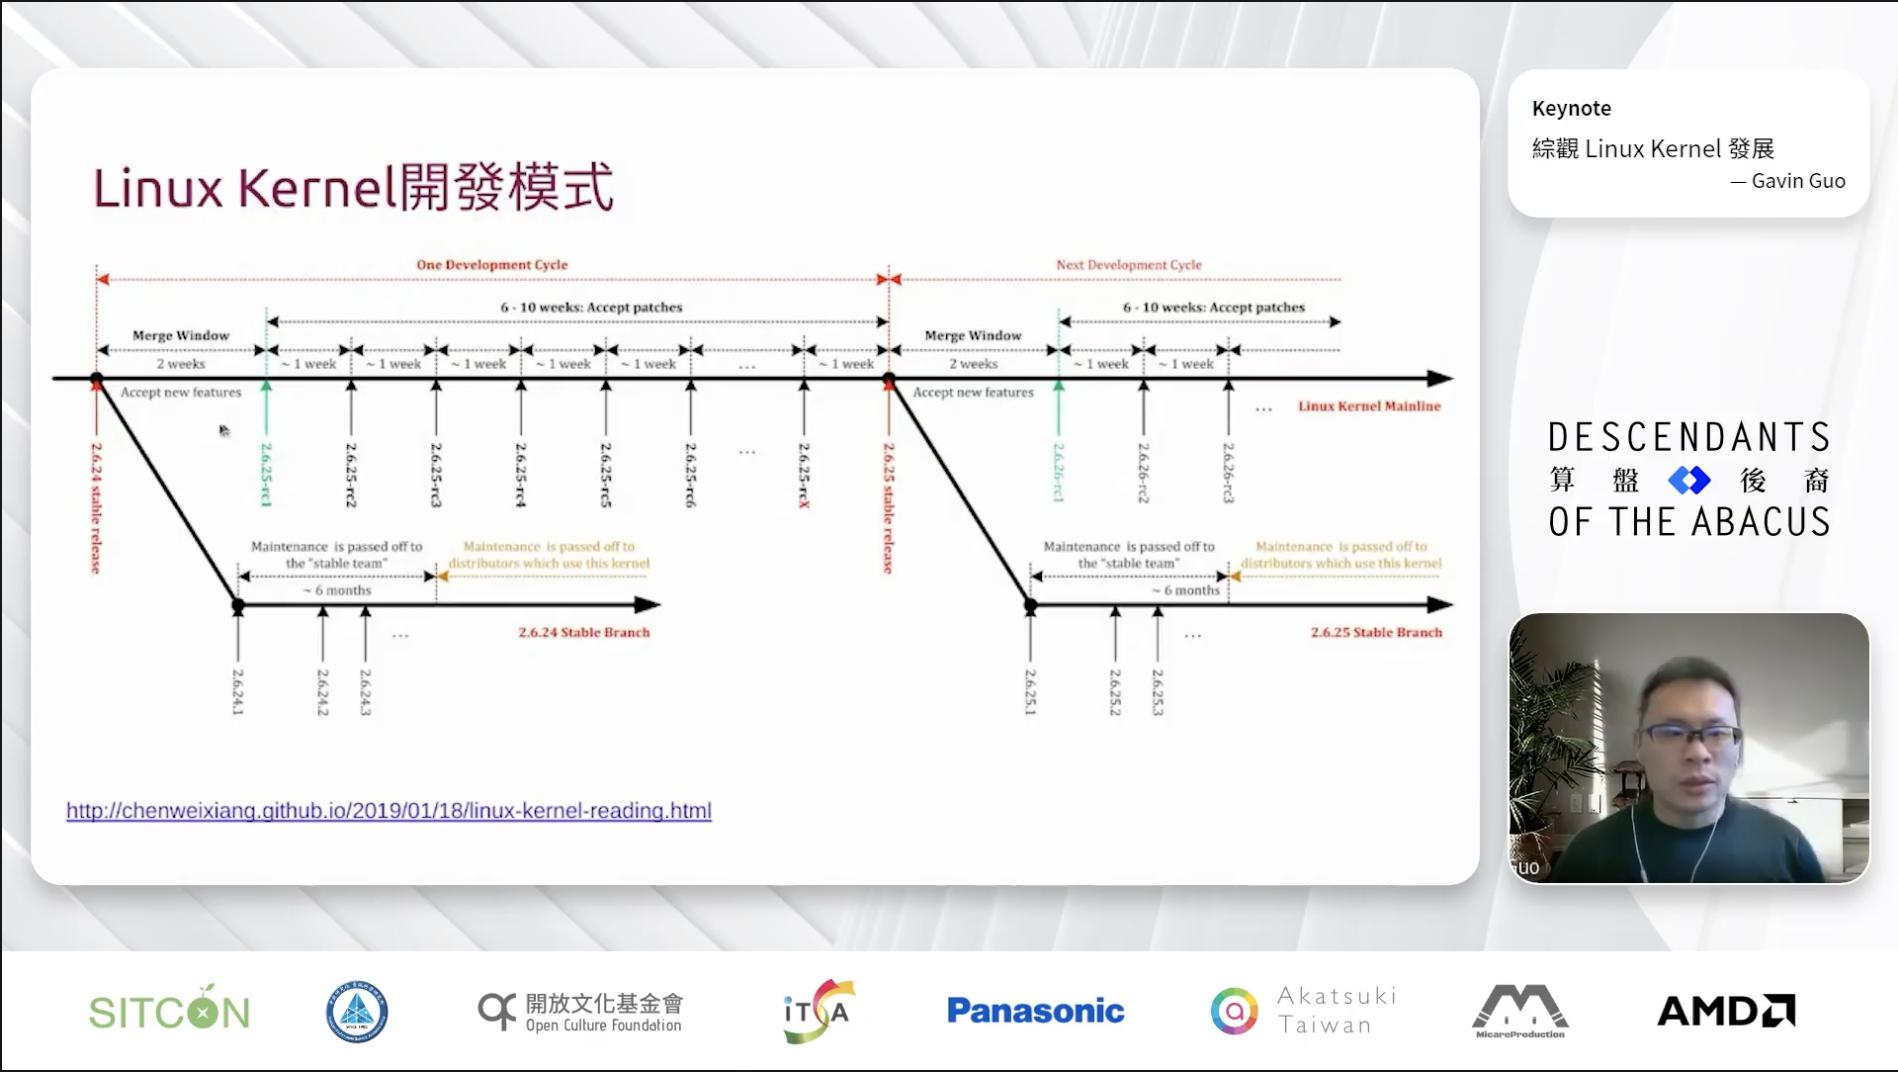 Linux Kernel開發模式
One Development Cycle
Next Development Cycle
6 - 10 weeks: Accept patches
6 - 10 weeks: Accept patches
Merge Window
Merge Window
2 weeks
~ 1 week
~ 1 week
~ 1 week
~ 1 week
~ 1 week
...
~ 1 week
2 weeks
~ 1 week
~ 1 week
Accept new features
Accept new features
...
Linux Kernel Mainline
2.6.24 stable release
2.6.25-rc1
2.6.25-rc2
2.6.25-rc3
2.6.25-rc4
2.6.25-rc5
2.6.25-rc6
...
2.6.25-rcX
2.6.25 stable release
2.6.26-rc1
2.6.26-rc2
2.6.26-rc3
Maintenance is passed off to
the "stable team"
Maintenance is passed off to
distributors which use this kernel
~ 6 months
2.6.24 Stable Branch
...
2.6.24.1
2.6.24.2
2.6.24.3
Maintenance is passed off to
the "stable team"
Maintenance is passed off to
distributors which use this kernel
~ 6 months
2.6.25 Stable Branch
...
2.6.25.1
2.6.25.2
2.6.25.3
http://chenweixiang.github.io/2019/01/18/linux-kernel-reading.html
Keynote
綜觀 Linux Kernel 發展
— Gavin Guo
DESCENDANTS
算盤後裔
OF THE ABACUS
uo
SITCON
開放文化基金會
Open Culture Foundation
iTSA
Panasonic
Akatsuki
Taiwan
MicareProduction
AMD